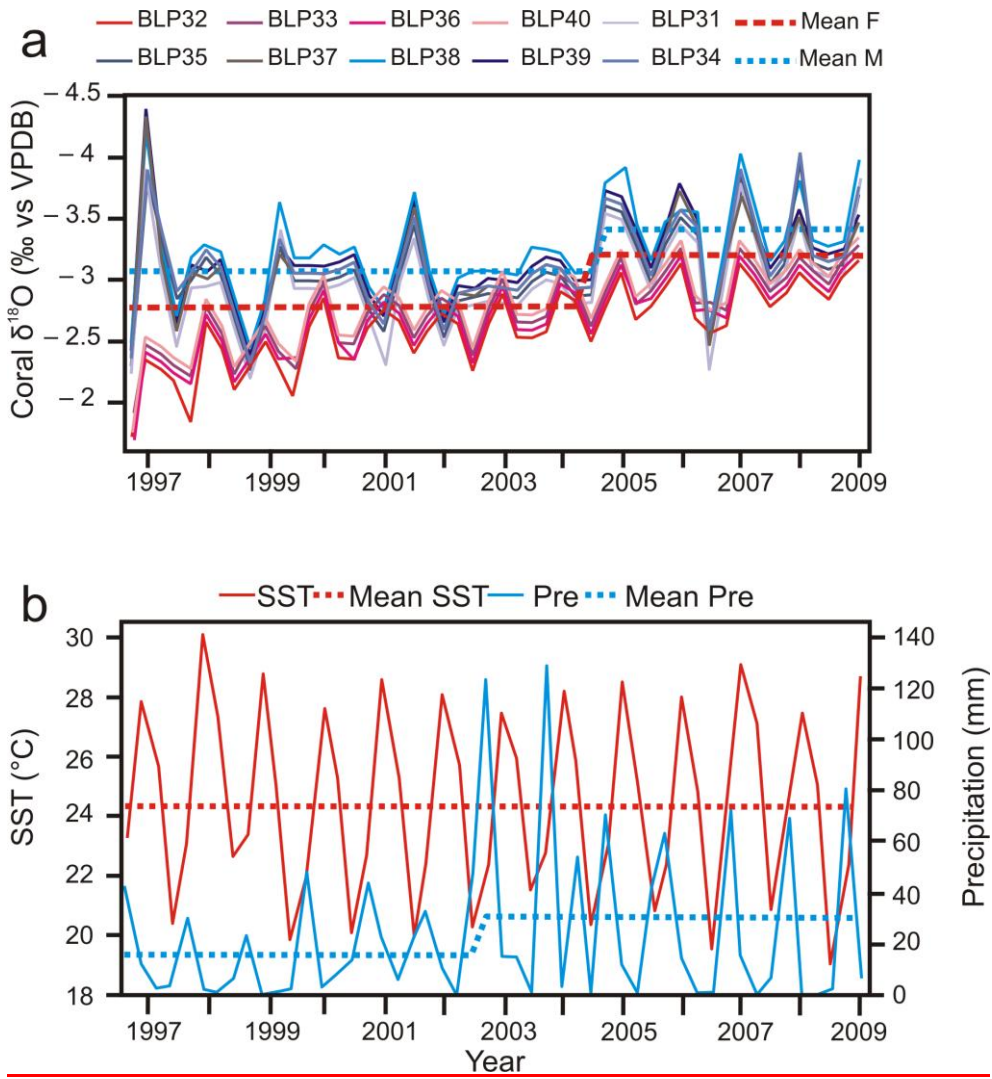 a
BLP32 BLP33 BLP36 BLP40 BLP31 Mean F
BLP35 BLP37 BLP38 BLP39 BLP34 Mean M
Coral δ¹⁸O (‰ vs VPDB)
– 4.5
– 4
– 3.5
– 3
– 2.5
– 2
1997 1999 2001 2003 2005 2007 2009
b
SST Mean SST Pre Mean Pre
SST (°C)
30
28
26
24
22
20
18
140
120
100
80
60
40
20
0
Precipitation (mm)
1997 1999 2001 2003 2005 2007 2009
Year